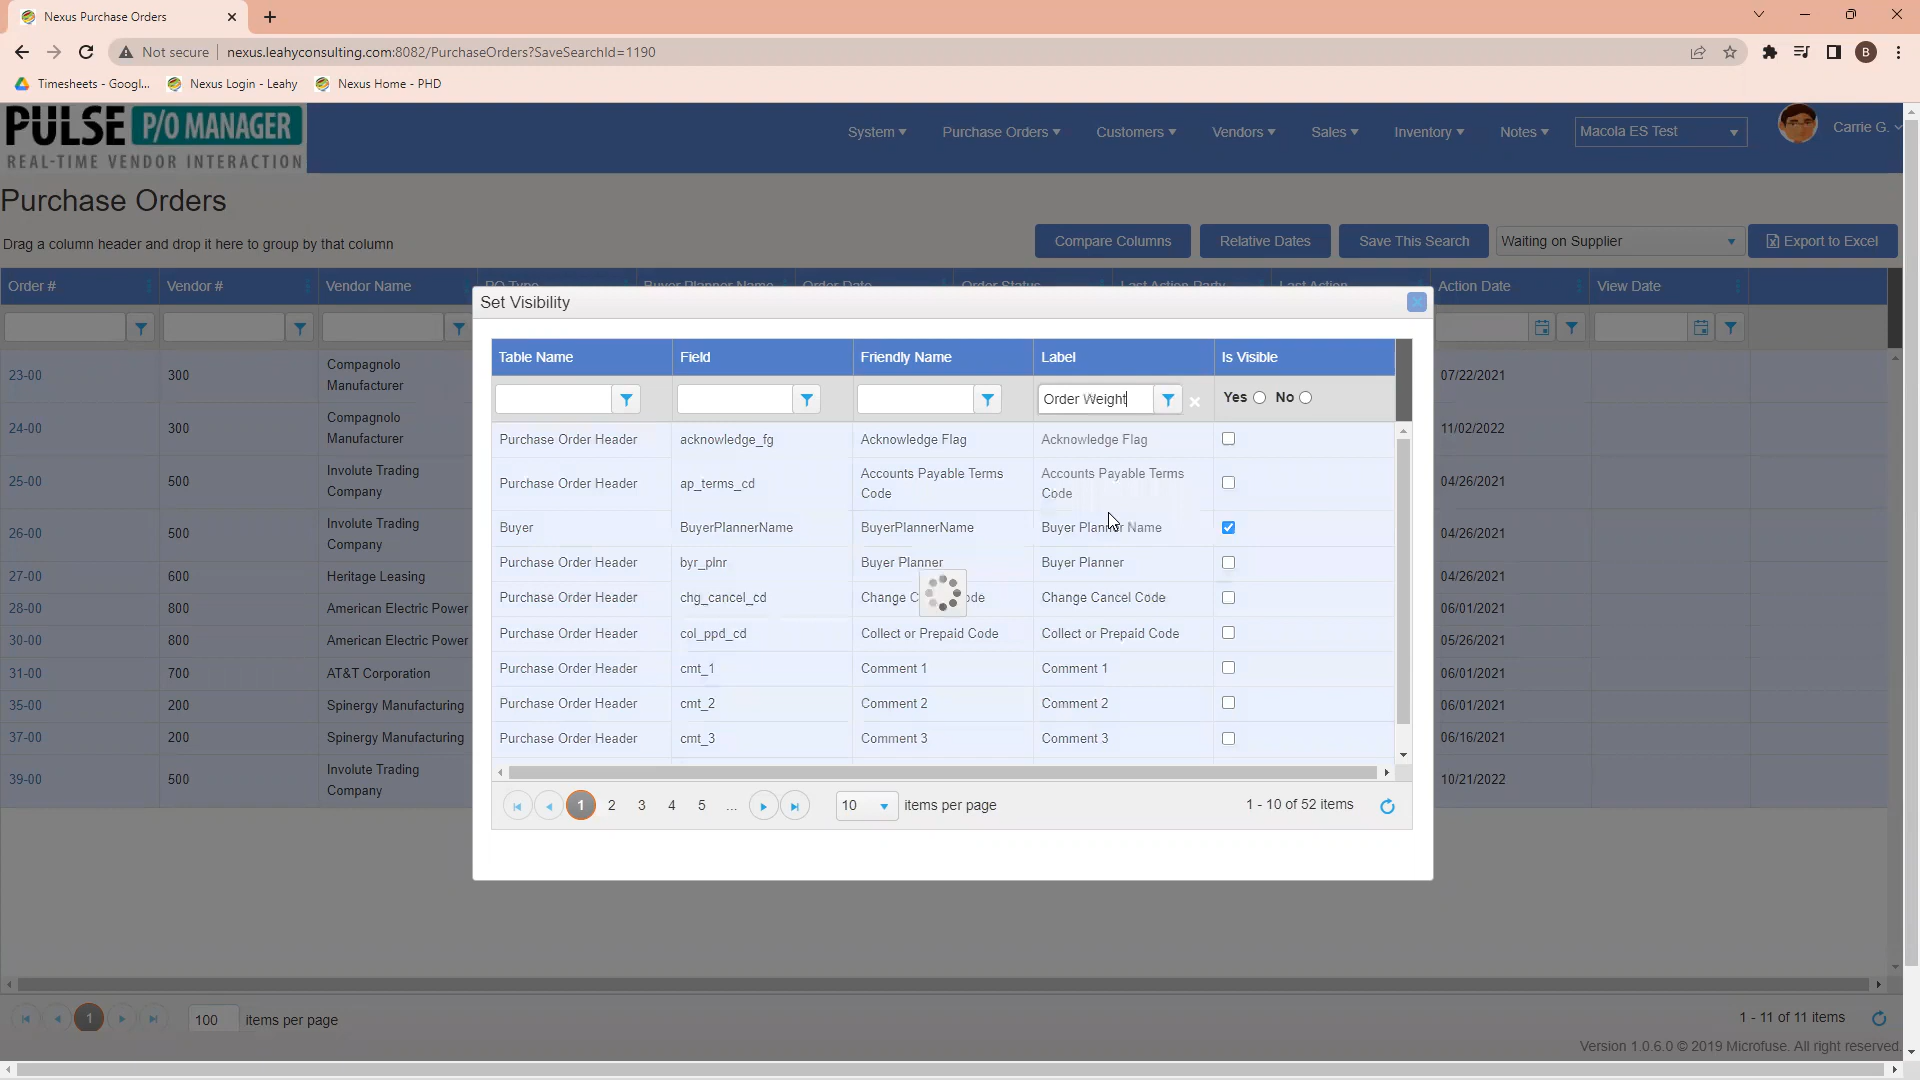 Nexus Purchase Orders
Not secure
nexus.leahyconsulting.com:8082/PurchaseOrders?SaveSearchId=1190
B
Timesheets - Googl...
Nexus Login - Leahy
Nexus Home - PHD
PULSE P/O MANAGER
REAL-TIME VENDOR INTERACTION
System
Purchase Orders
Customers
Vendors
Sales
Inventory
Notes
Macola ES Test
Carrie G.
Purchase Orders
Drag a column header and drop it here to group by that column
Compare Columns
Relative Dates
Save This Search
Waiting on Supplier
Export to Excel
Order # Vendor # Vendor Name PO Type Buyer Planner Name Order Date Order Status Last Action Party Last Action Action Date View Date
23-00 300 Compagnolo Manufacturer 07/22/2021
24-00 300 Compagnolo Manufacturer 11/02/2022
25-00 500 Involute Trading Company 04/26/2021
26-00 500 Involute Trading Company 04/26/2021
27-00 600 Heritage Leasing 04/26/2021
28-00 800 American Electric Power 06/01/2021
30-00 800 American Electric Power 05/26/2021
31-00 700 AT&T Corporation 06/01/2021
35-00 200 Spinergy Manufacturing 06/01/2021
37-00 200 Spinergy Manufacturing 06/16/2021
39-00 500 Involute Trading Company 10/21/2022
Set Visibility
Table Name Field Friendly Name Label Is Visible
Order Weight Yes No
Purchase Order Header acknowledge_fg Acknowledge Flag Acknowledge Flag
Purchase Order Header ap_terms_cd Accounts Payable Terms Code Accounts Payable Terms Code
Buyer BuyerPlannerName BuyerPlannerName Buyer Planner Name
Purchase Order Header byr_plnr Buyer Planner Buyer Planner
Purchase Order Header chg_cancel_cd Change Change Cancel Code
Purchase Order Header col_ppd_cd Collect or Prepaid Code Collect or Prepaid Code
Purchase Order Header cmt_1 Comment 1 Comment 1
Purchase Order Header cmt_2 Comment 2 Comment 2
Purchase Order Header cmt_3 Comment 3 Comment 3
1 2 3 4 5 ... 10 items per page 1 - 10 of 52 items
1 100 items per page 1 - 11 of 11 items
Version 1.0.6.0 © 2019 Microfuse. All right reserved.